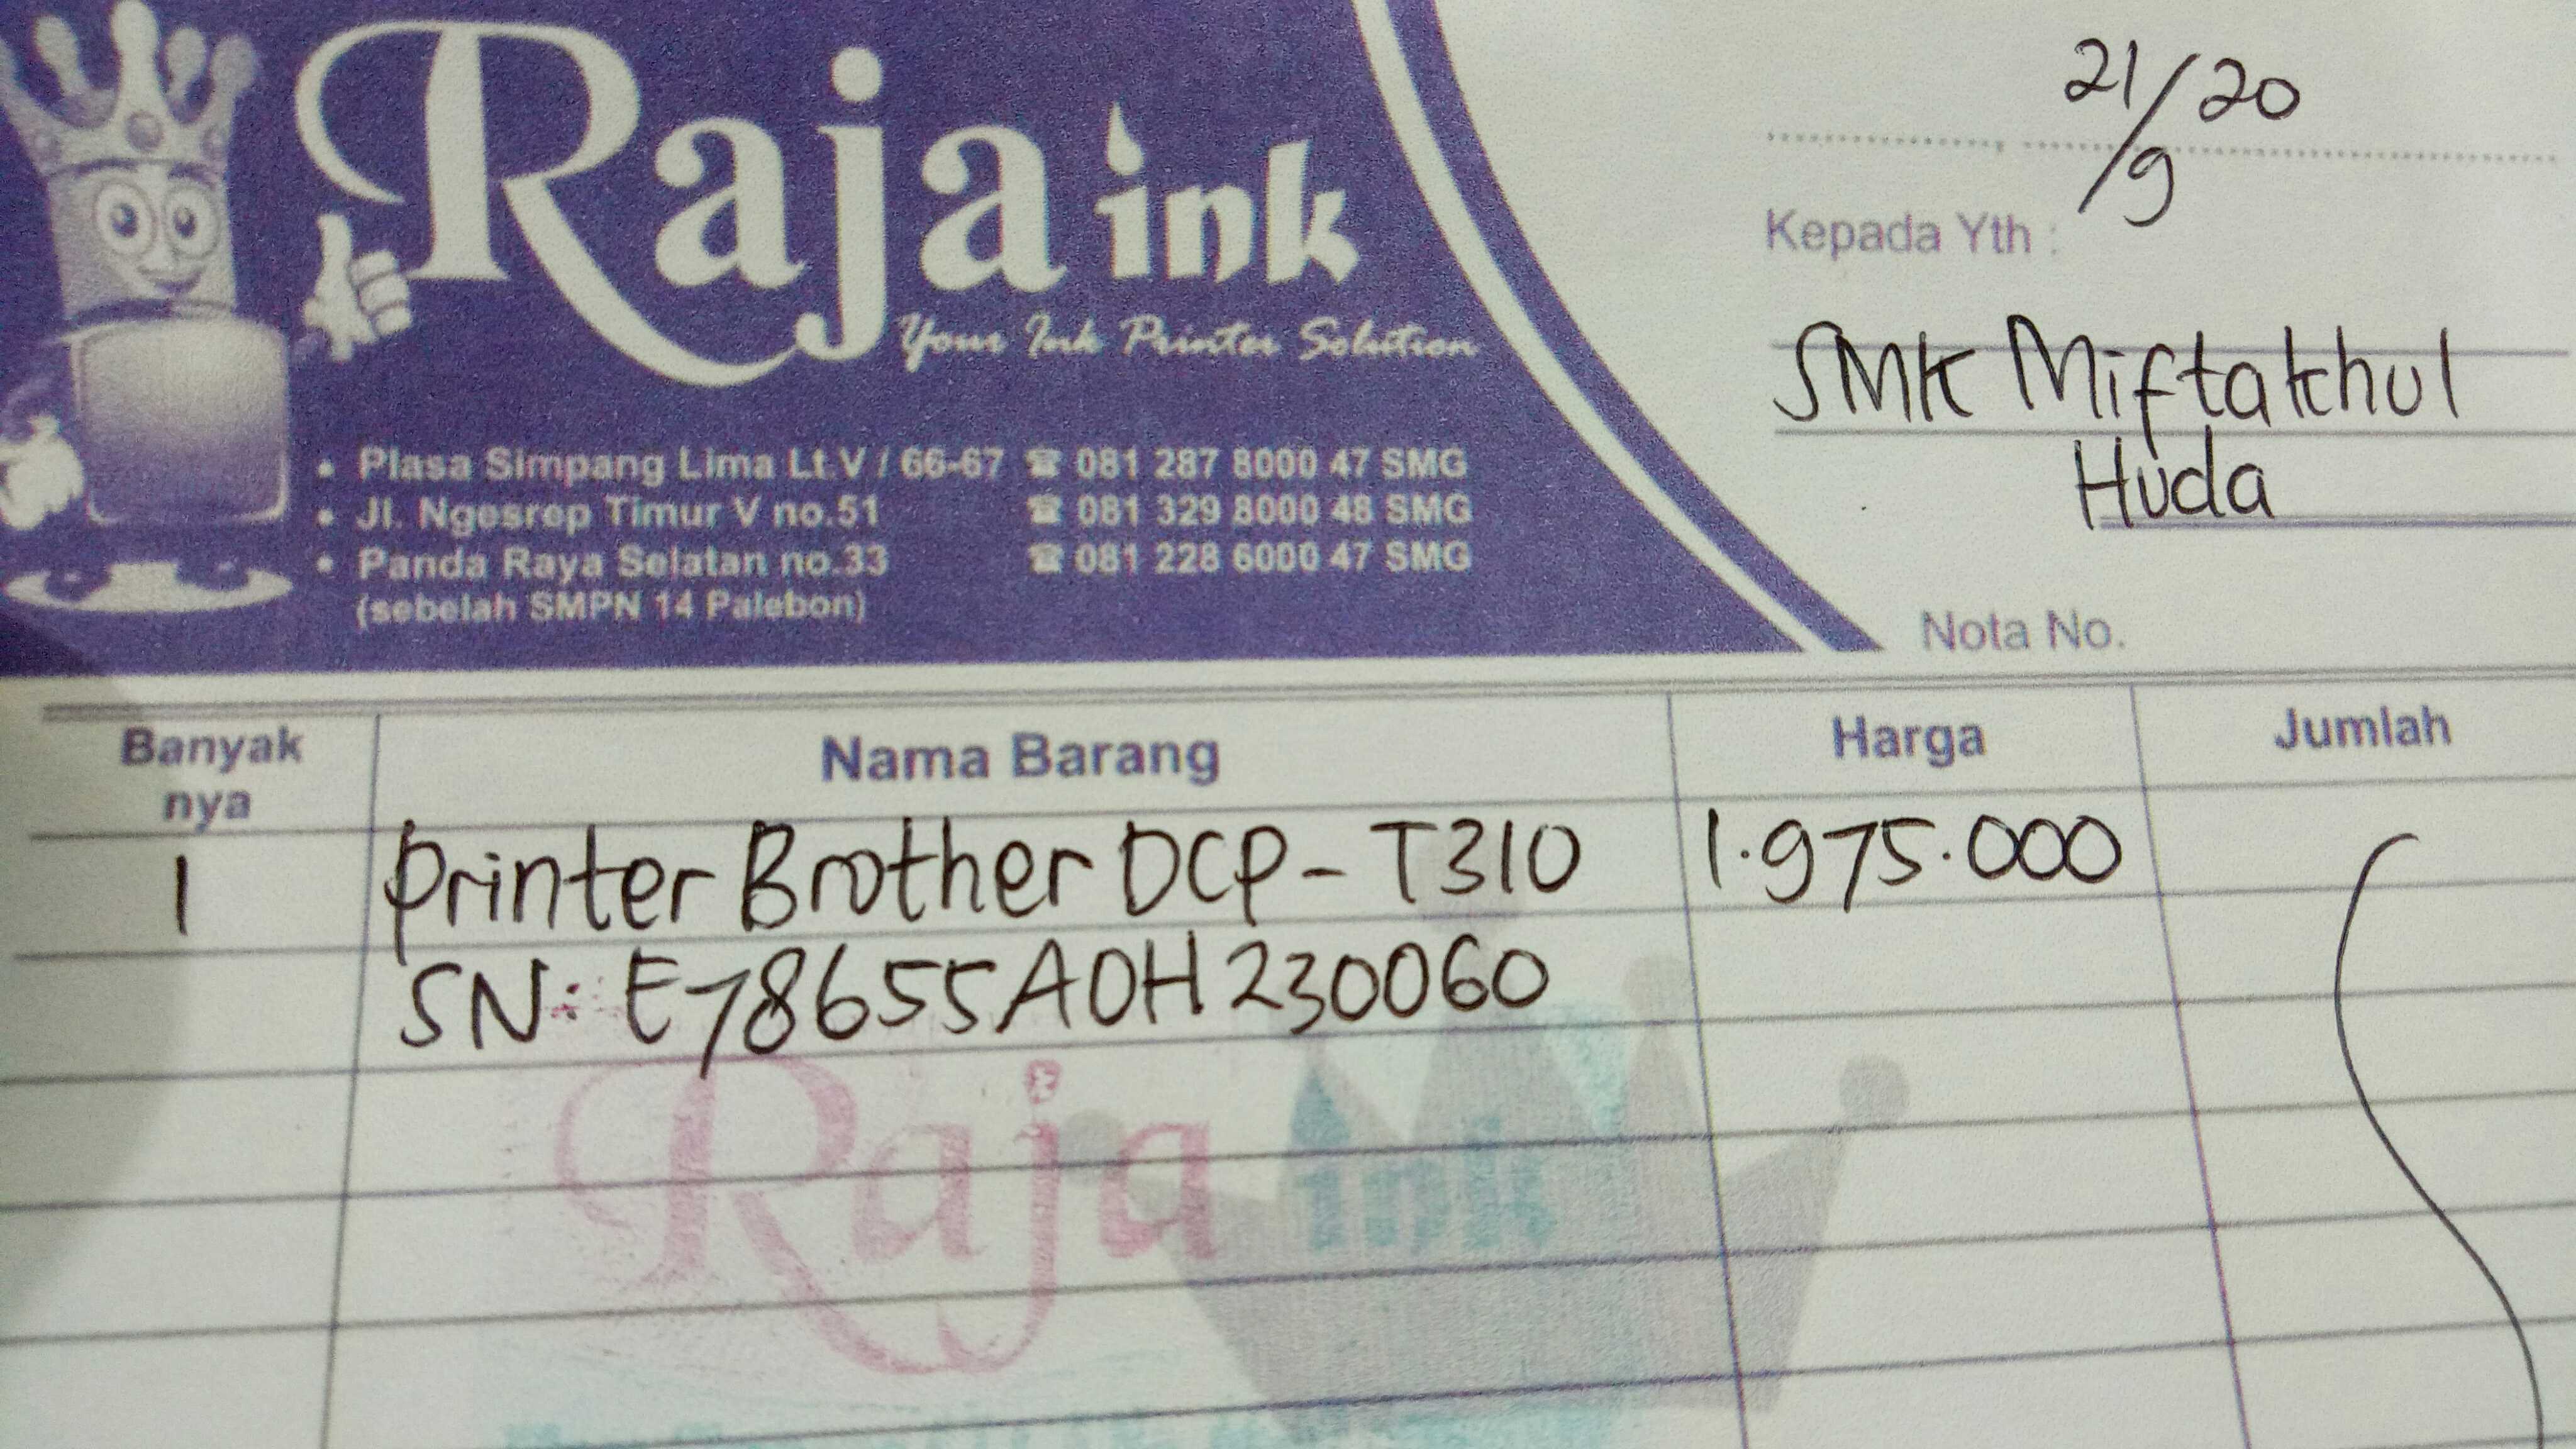 Raja ink
Your Ink Printer Solution
• Plasa Simpang Lima Lt.V / 66-67 ☎ 081 287 8000 47 SMG
• Jl. Ngesrep Timur V no.51 ☎ 081 329 8000 48 SMG
• Panda Raya Selatan no.33 ☎ 081 228 6000 47 SMG
(sebelah SMPN 14 Palebon)
21/9 20
Kepada Yth :
SMK Miftakhul
Huda
Nota No.
Banyak nya Nama Barang Harga Jumlah
1 Printer Brother DCP-T310 1.975.000
SN: E78655A0H230060
Raja ink